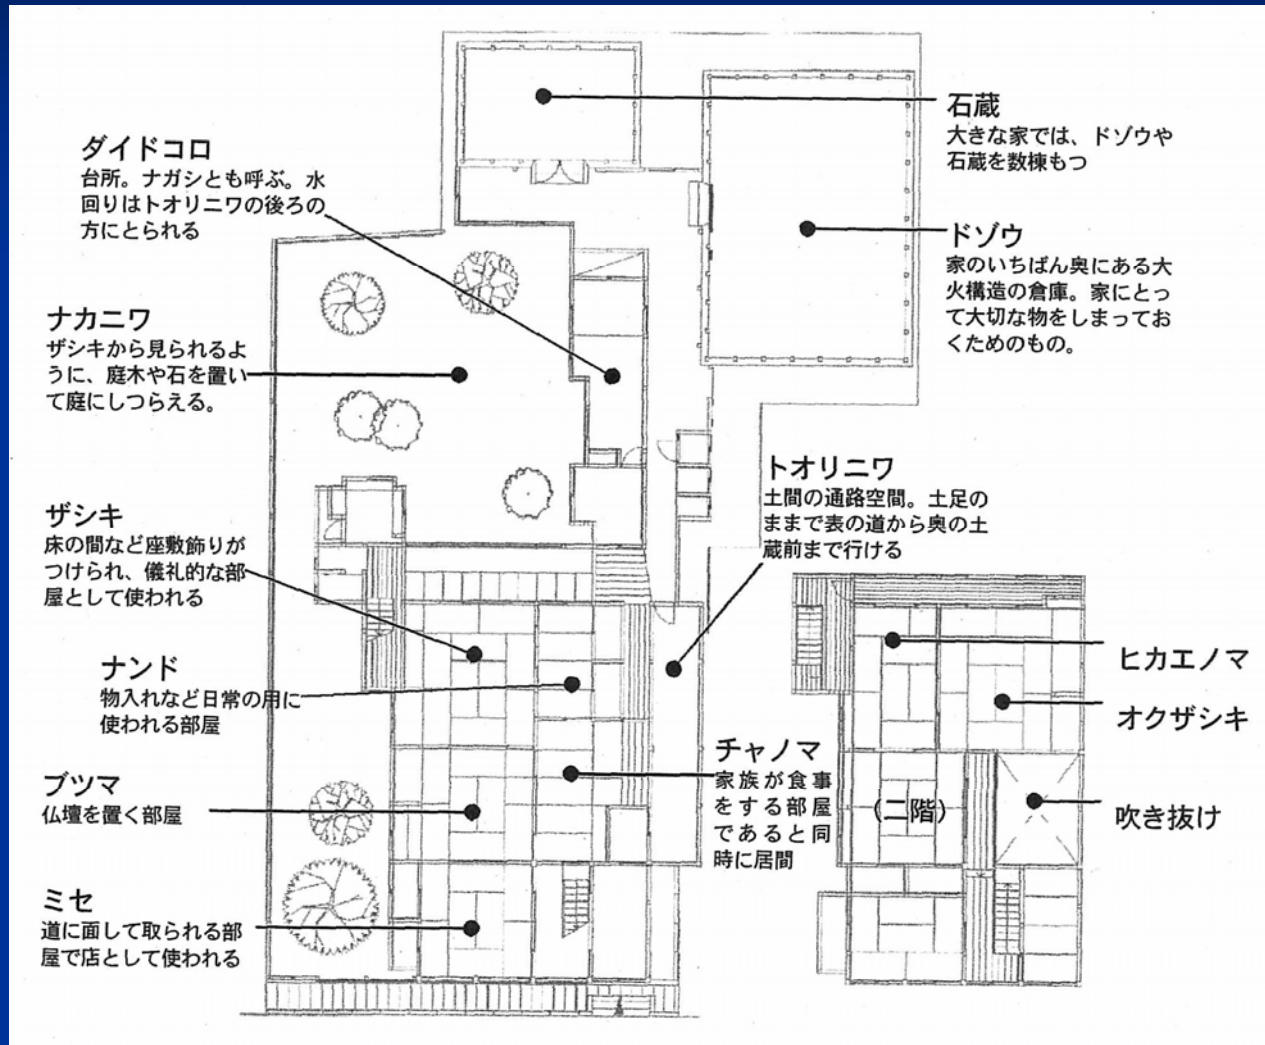 石蔵
大きな家では、ドゾウや
石蔵を数棟もつ
ダイドコロ
台所。ナガシとも呼ぶ。水
回りはトオリニワの後ろの
方にとられる
ドゾウ
家のいちばん奥にある大
火構造の倉庫。家にとっ
て大切な物をしまってお
くためのもの。
ナカニワ
ザシキから見られるよ
うに、庭木や石を置い
て庭にしつらえる。
トオリニワ
土間の通路空間。土足の
ままで表の道から奥の土
蔵前まで行ける
ザシキ
床の間など座敷飾りが
つけられ、儀礼的な部
屋として使われる
ナンド
物入れなど日常の用に
使われる部屋
チャノマ
家族が食事
をする部屋
であると同
時に居間
ブツマ
仏壇を置く部屋
ミセ
道に面して取られる部
屋で店として使われる
ヒカエノマ
オクザシキ
(二階)
吹き抜け